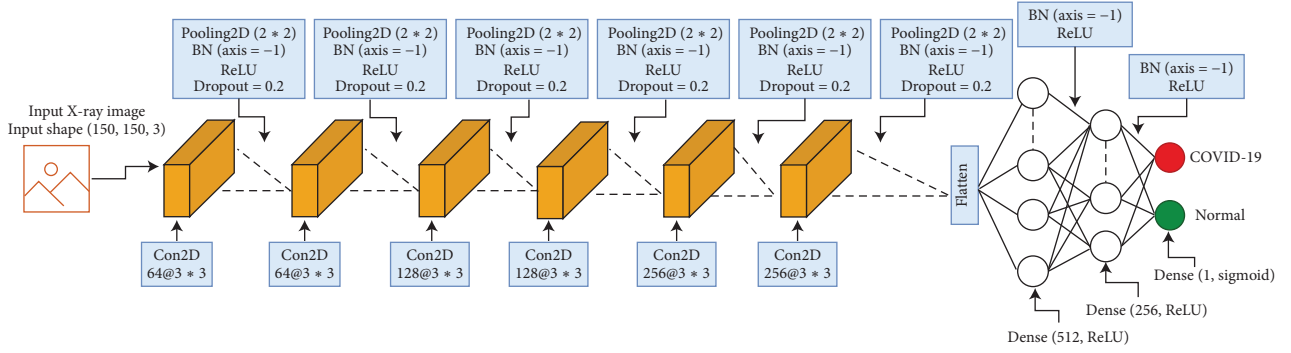 Pooling2D (2 * 2)
BN (axis = −1)
ReLU
Dropout = 0.2
Pooling2D (2 * 2)
BN (axis = −1)
ReLU
Dropout = 0.2
Pooling2D (2 * 2)
BN (axis = −1)
ReLU
Dropout = 0.2
Pooling2D (2 * 2)
BN (axis = −1)
ReLU
Dropout = 0.2
Pooling2D (2 * 2)
BN (axis = −1)
ReLU
Dropout = 0.2
Pooling2D (2 * 2)
BN (axis = −1)
ReLU
Dropout = 0.2
BN (axis = −1)
ReLU
BN (axis = −1)
ReLU
Input X-ray image
Input shape (150, 150, 3)
Flatten
COVID-19
Normal
Con2D
64@3 * 3
Con2D
64@3 * 3
Con2D
128@3 * 3
Con2D
128@3 * 3
Con2D
256@3 * 3
Con2D
256@3 * 3
Dense (1, sigmoid)
Dense (256, ReLU)
Dense (512, ReLU)